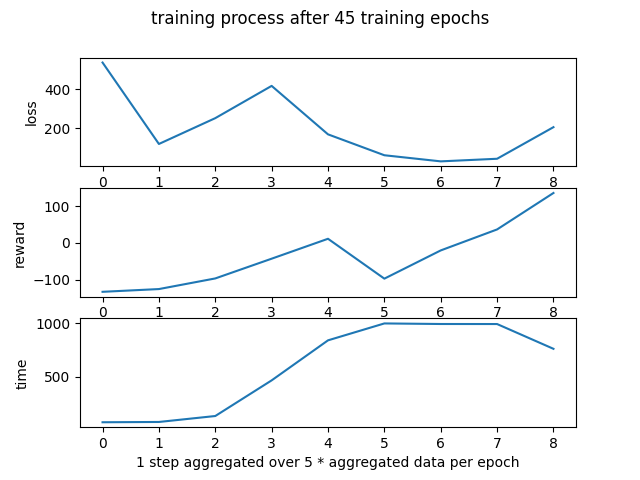 training process after 45 training epochs
400
200
loss
0 1 2 3 4 5 6 7 8
100
0
−100
reward
0 1 2 3 4 5 6 7 8
1000
500
time
0 1 2 3 4 5 6 7 8
1 step aggregated over 5 * aggregated data per epoch